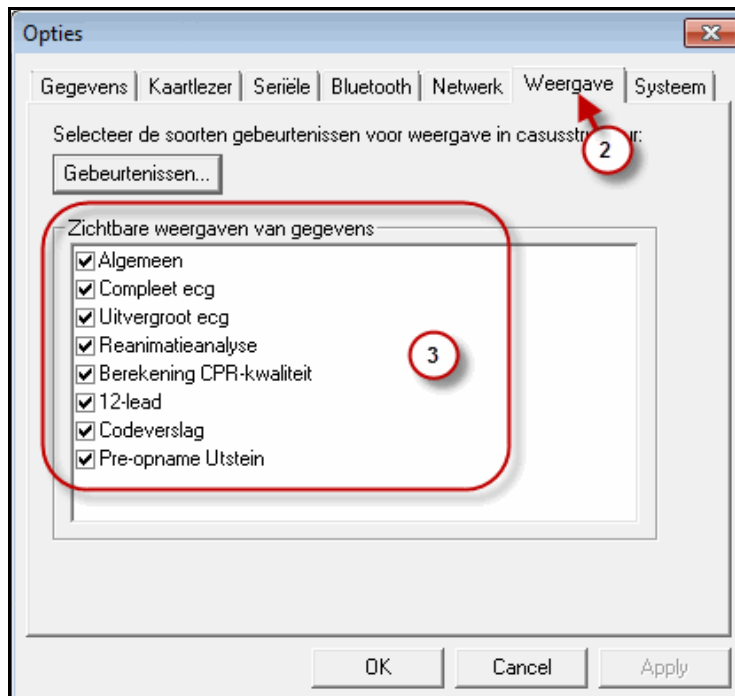 Opties
Gegevens Kaartlezer Seriële Bluetooth Netwerk Weergave Systeem
Selecteer de soorten gebeurtenissen voor weergave in ur:
2
Gebeurtenissen...
Zichtbare weergaven van gegevens
Algemeen
Compleet ecg
Uitvergroot ecg
Reanimatieanalyse
3
Berekening CPR-kwaliteit
12-lead
Codeverslag
Pre-opname Utstein
OK Cancel Apply